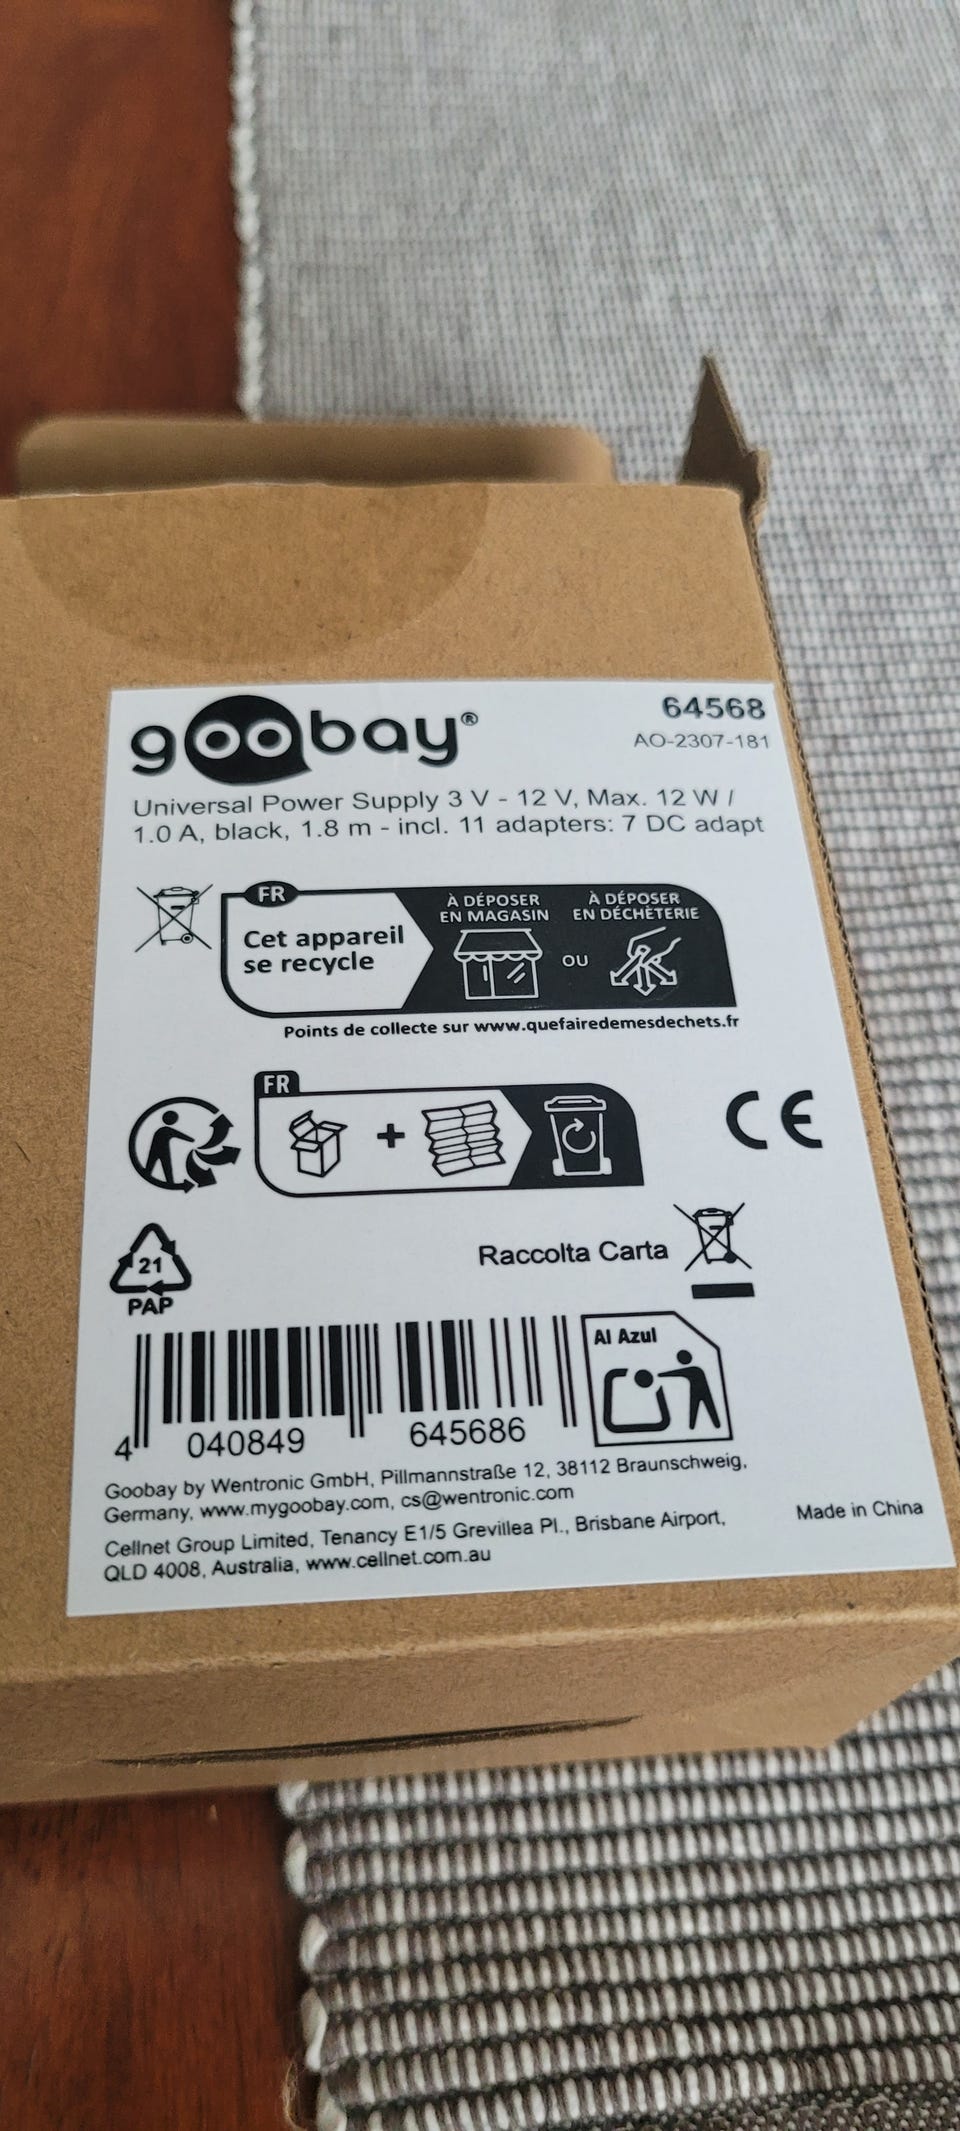 goobay®
64568
AO-2307-181
Universal Power Supply 3 V - 12 V, Max. 12 W /
1.0 A, black, 1.8 m - incl. 11 adapters: 7 DC adapt
FR
Cet appareil
se recycle
À DÉPOSER
EN MAGASIN
OU
À DÉPOSER
EN DÉCHÈTERIE
Points de collecte sur www.quefairedemesdechets.fr
FR
+
CE
21
PAP
Raccolta Carta
Al Azul
4 040849 645686
Goobay by Wentronic GmbH, Pillmannstraße 12, 38112 Braunschweig,
Germany, www.mygoobay.com, cs@wentronic.com
Cellnet Group Limited, Tenancy E1/5 Grevillea Pl., Brisbane Airport,
QLD 4008, Australia, www.cellnet.com.au
Made in China